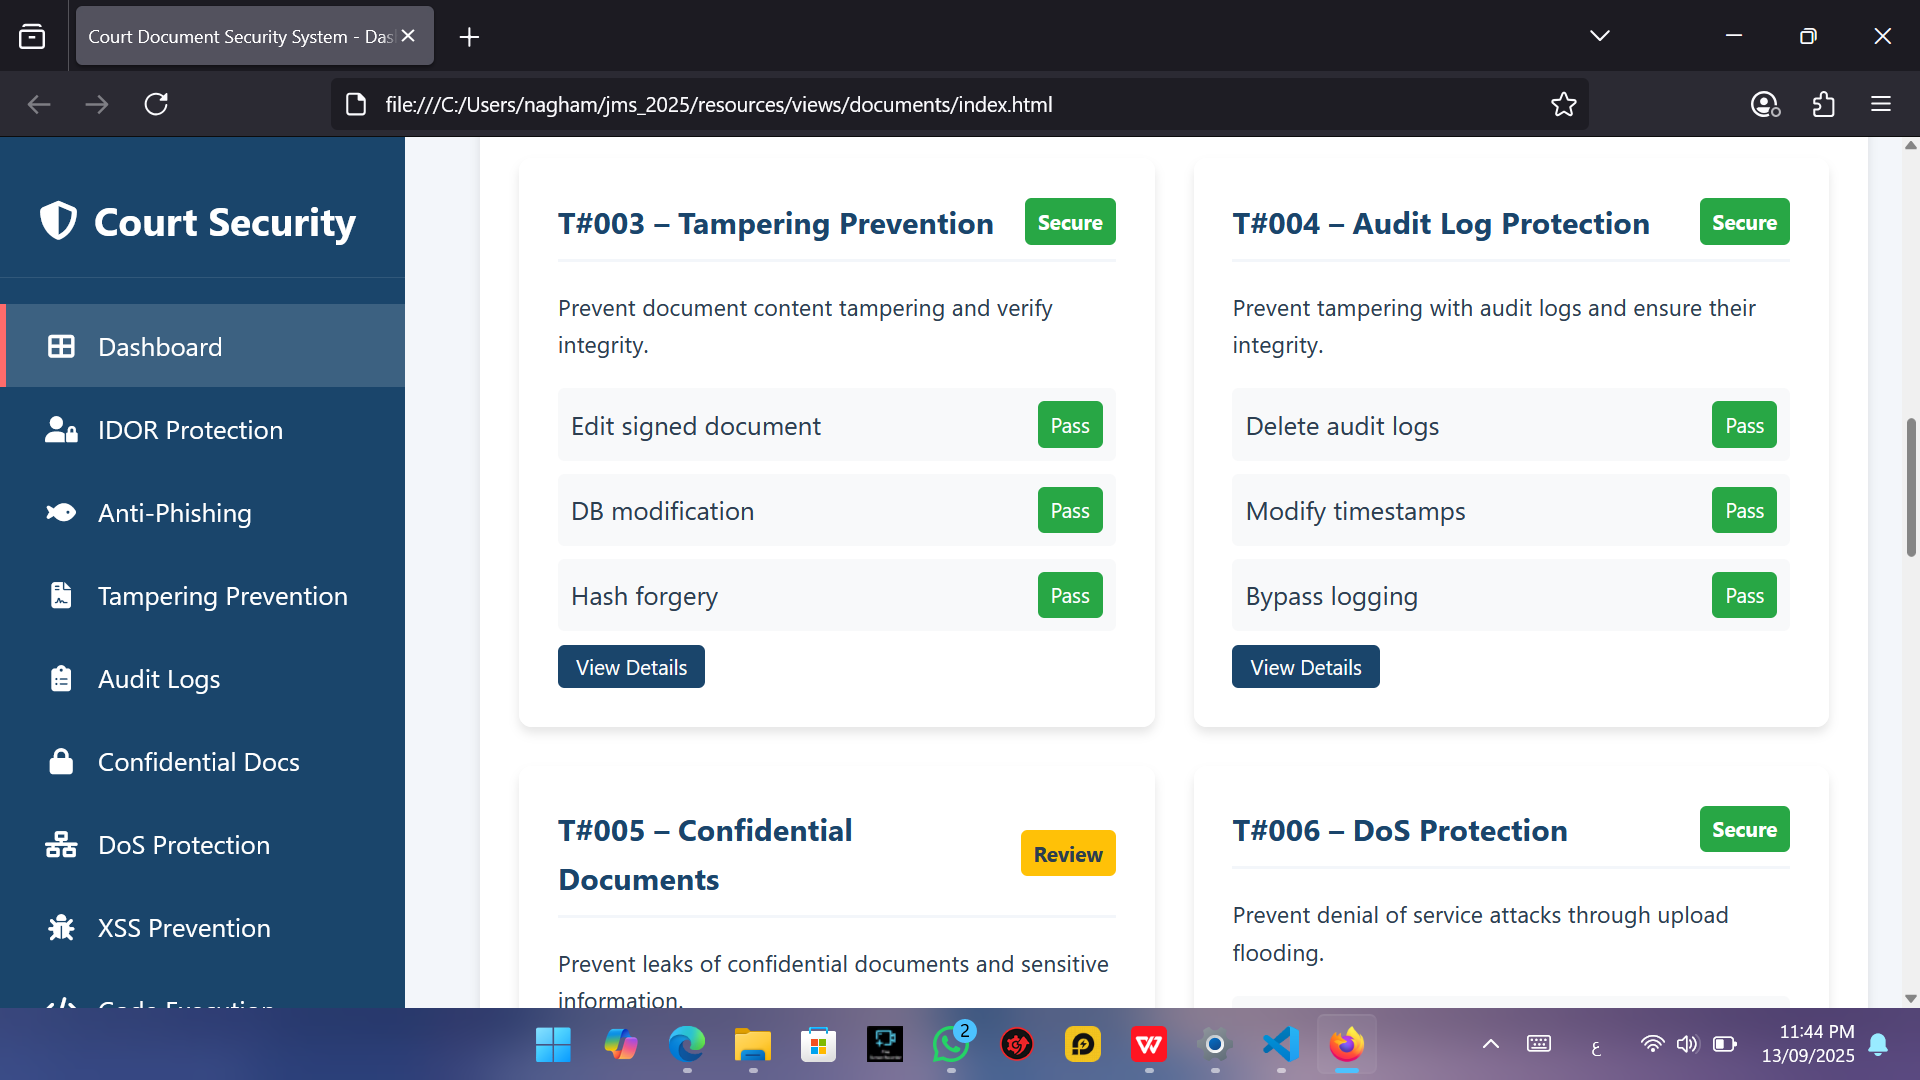 Court Document Security System - Das
file:///C:/Users/nagham/jms_2025/resources/views/documents/index.html
Court Security
Dashboard
IDOR Protection
Anti-Phishing
Tampering Prevention
Audit Logs
Confidential Docs
DoS Protection
XSS Prevention
Code Execution
T#003 – Tampering Prevention
Secure
Prevent document content tampering and verify
integrity.
Edit signed document
Pass
DB modification
Pass
Hash forgery
Pass
View Details
T#004 – Audit Log Protection
Secure
Prevent tampering with audit logs and ensure their
integrity.
Delete audit logs
Pass
Modify timestamps
Pass
Bypass logging
Pass
View Details
T#005 – Confidential
Documents
Review
Prevent leaks of confidential documents and sensitive
information.
T#006 – DoS Protection
Secure
Prevent denial of service attacks through upload
flooding.
2
ع
11:44 PM
13/09/2025